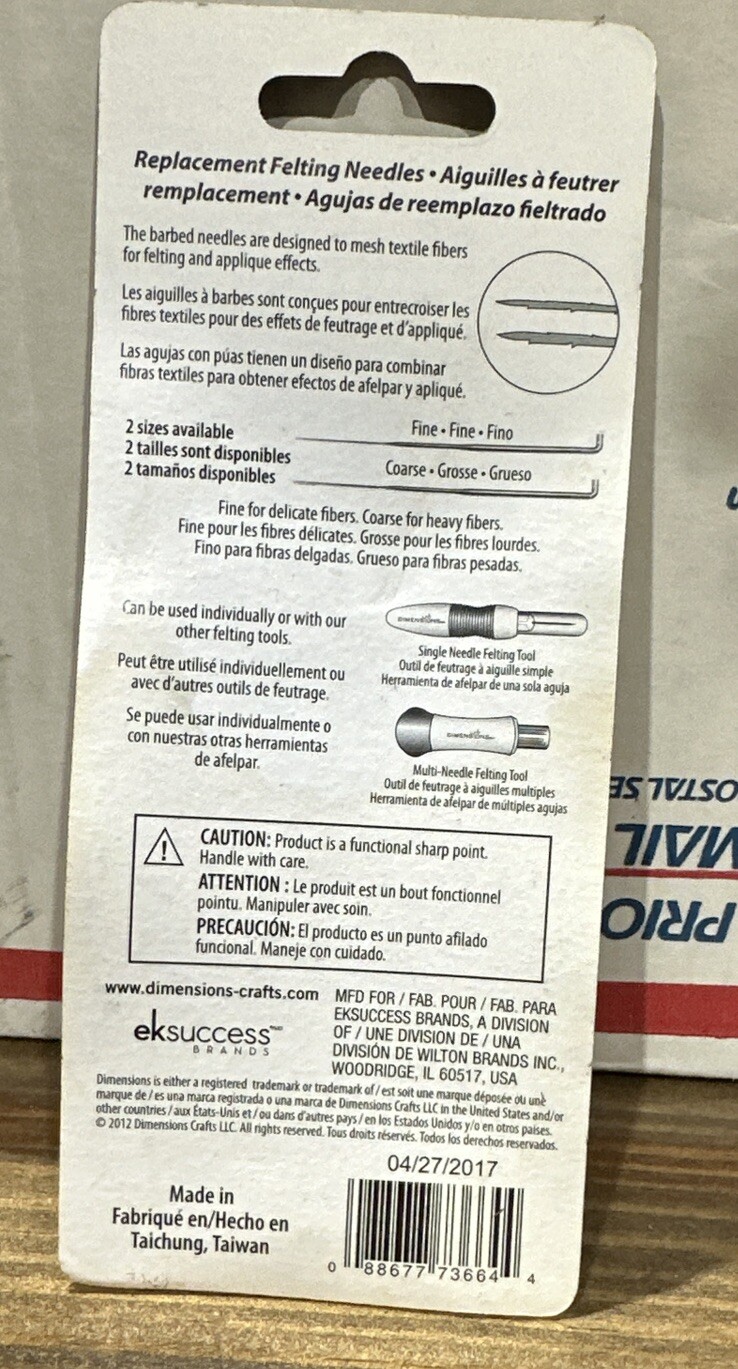 Replacement Felting Needles • Aiguilles à feutrer
remplacement • Agujas de reemplazo fieltrado
The barbed needles are designed to mesh textile fibers
for felting and applique effects.
Les aiguilles à barbes sont conçues pour entrecroiser les
fibres textiles pour des effets de feutrage et d'appliqué.
Las agujas con púas tienen un diseño para combinar
fibras textiles para obtener efectos de afelpar y apliqué.
2 sizes available
2 tailles sont disponibles
2 tamaños disponibles
Fine • Fine • Fino
Coarse • Grosse • Grueso
Fine for delicate fibers. Coarse for heavy fibers.
Fine pour les fibres délicates. Grosse pour les fibres lourdes.
Fino para fibras delgadas. Grueso para fibras pesadas.
Can be used individually or with our
other felting tools.
Peut être utilisé individuellement ou
avec d'autres outils de feutrage.
Se puede usar individualmente o
con nuestras otras herramientas
de afelpar.
DIMENSIONS
Single Needle Felting Tool
Outil de feutrage à aiguille simple
Herramienta de afelpar de una sola aguja
DIMENSIONS
Multi-Needle Felting Tool
Outil de feutrage à aiguilles multiples
Herramienta de afelpar de múltiples agujas
CAUTION: Product is a functional sharp point.
Handle with care.
ATTENTION : Le produit est un bout fonctionnel
pointu. Manipuler avec soin.
PRECAUCIÓN: El producto es un punto afilado
funcional. Maneje con cuidado.
www.dimensions-crafts.com
eksuccess™
BRANDS
MFD FOR / FAB. POUR / FAB. PARA
EKSUCCESS BRANDS, A DIVISION
OF / UNE DIVISION DE / UNA
DIVISIÓN DE WILTON BRANDS INC.,
WOODRIDGE, IL 60517, USA
Dimensions is either a registered trademark or trademark of / est soit une marque déposée ou une
marque de / es una marca registrada o una marca de Dimensions Crafts LLC in the United States and/or
other countries / aux États-Unis et/ou dans d'autres pays / en los Estados Unidos y/o en otros países.
© 2012 Dimensions Crafts LLC. All rights reserved. Tous droits réservés. Todos los derechos reservados.
04/27/2017
Made in
Fabriqué en/Hecho en
Taichung, Taiwan
0 88677 73664 4
PRIO
MAIL
OSTAL SE